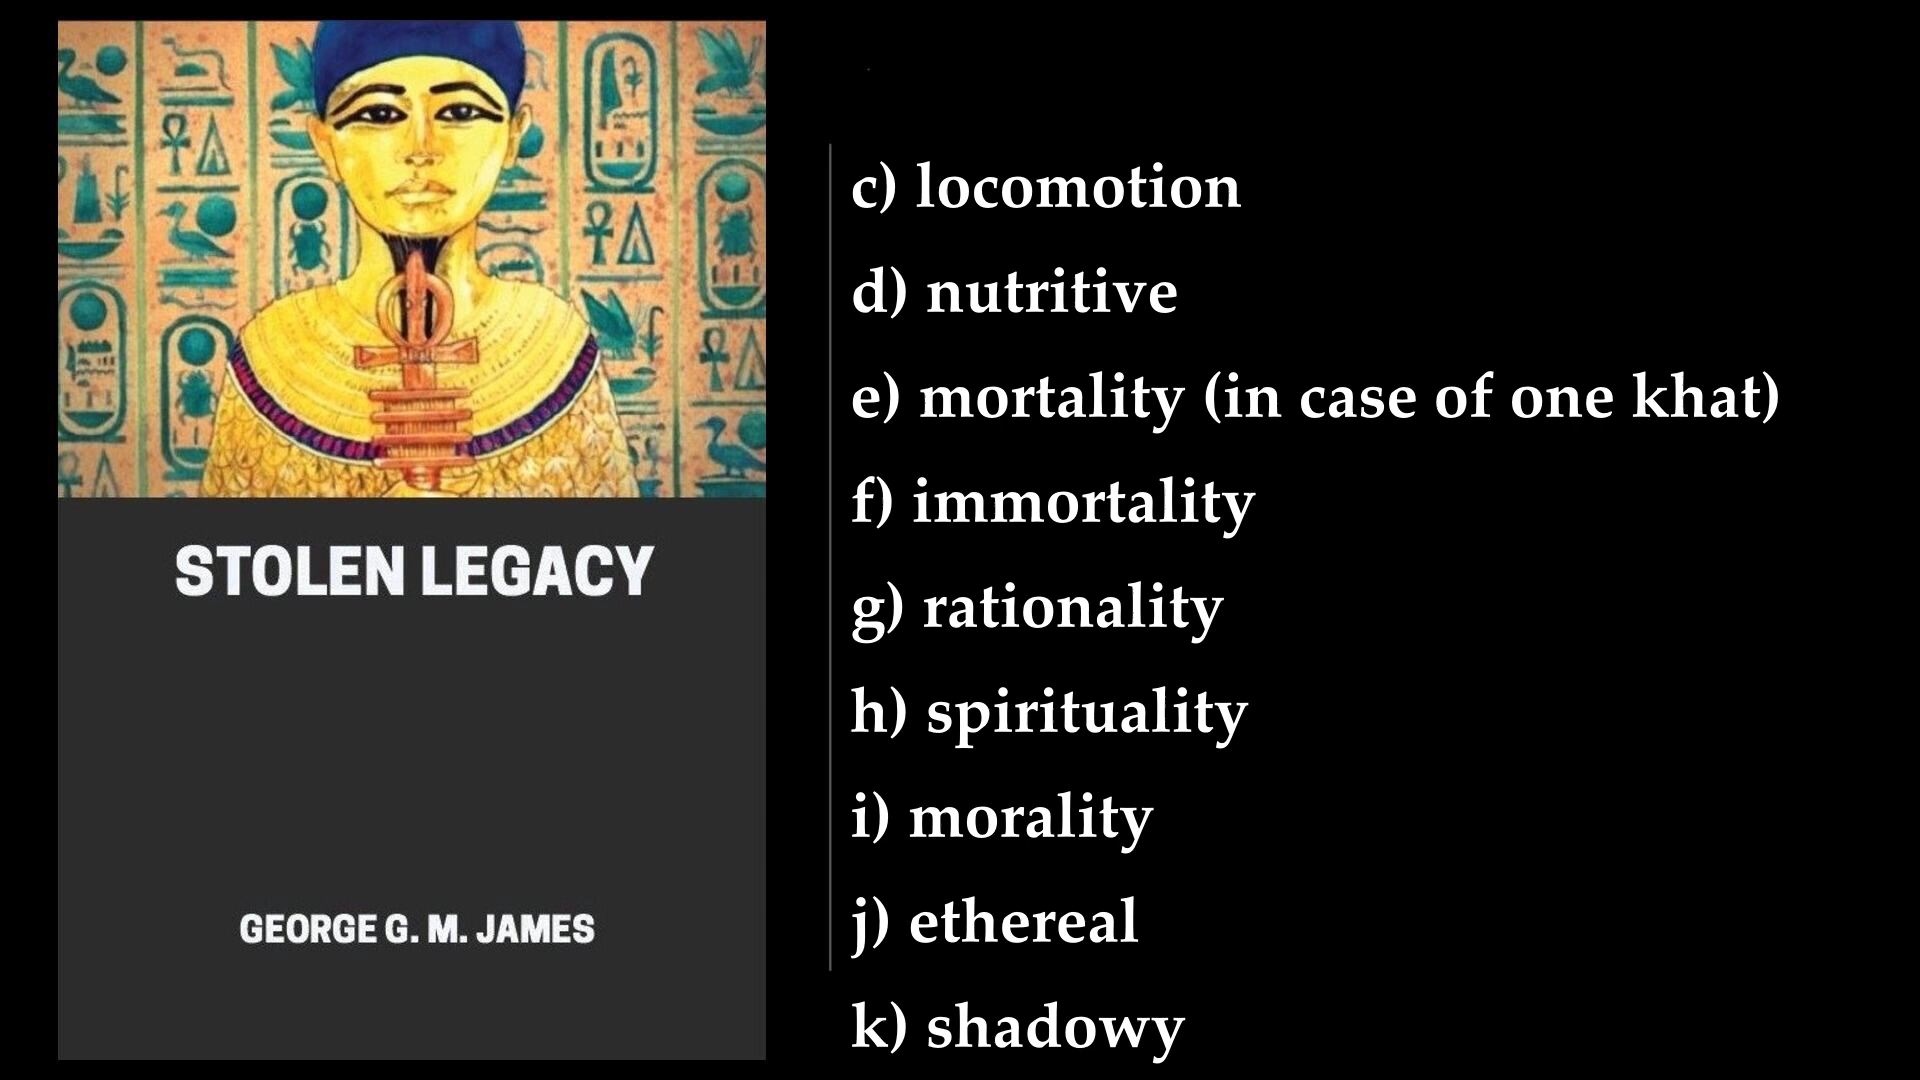 STOLEN LEGACY
GEORGE G. M. JAMES
c) locomotion
d) nutritive
e) mortality (in case of one khat)
f) immortality
g) rationality
h) spirituality
i) morality
j) ethereal
k) shadowy